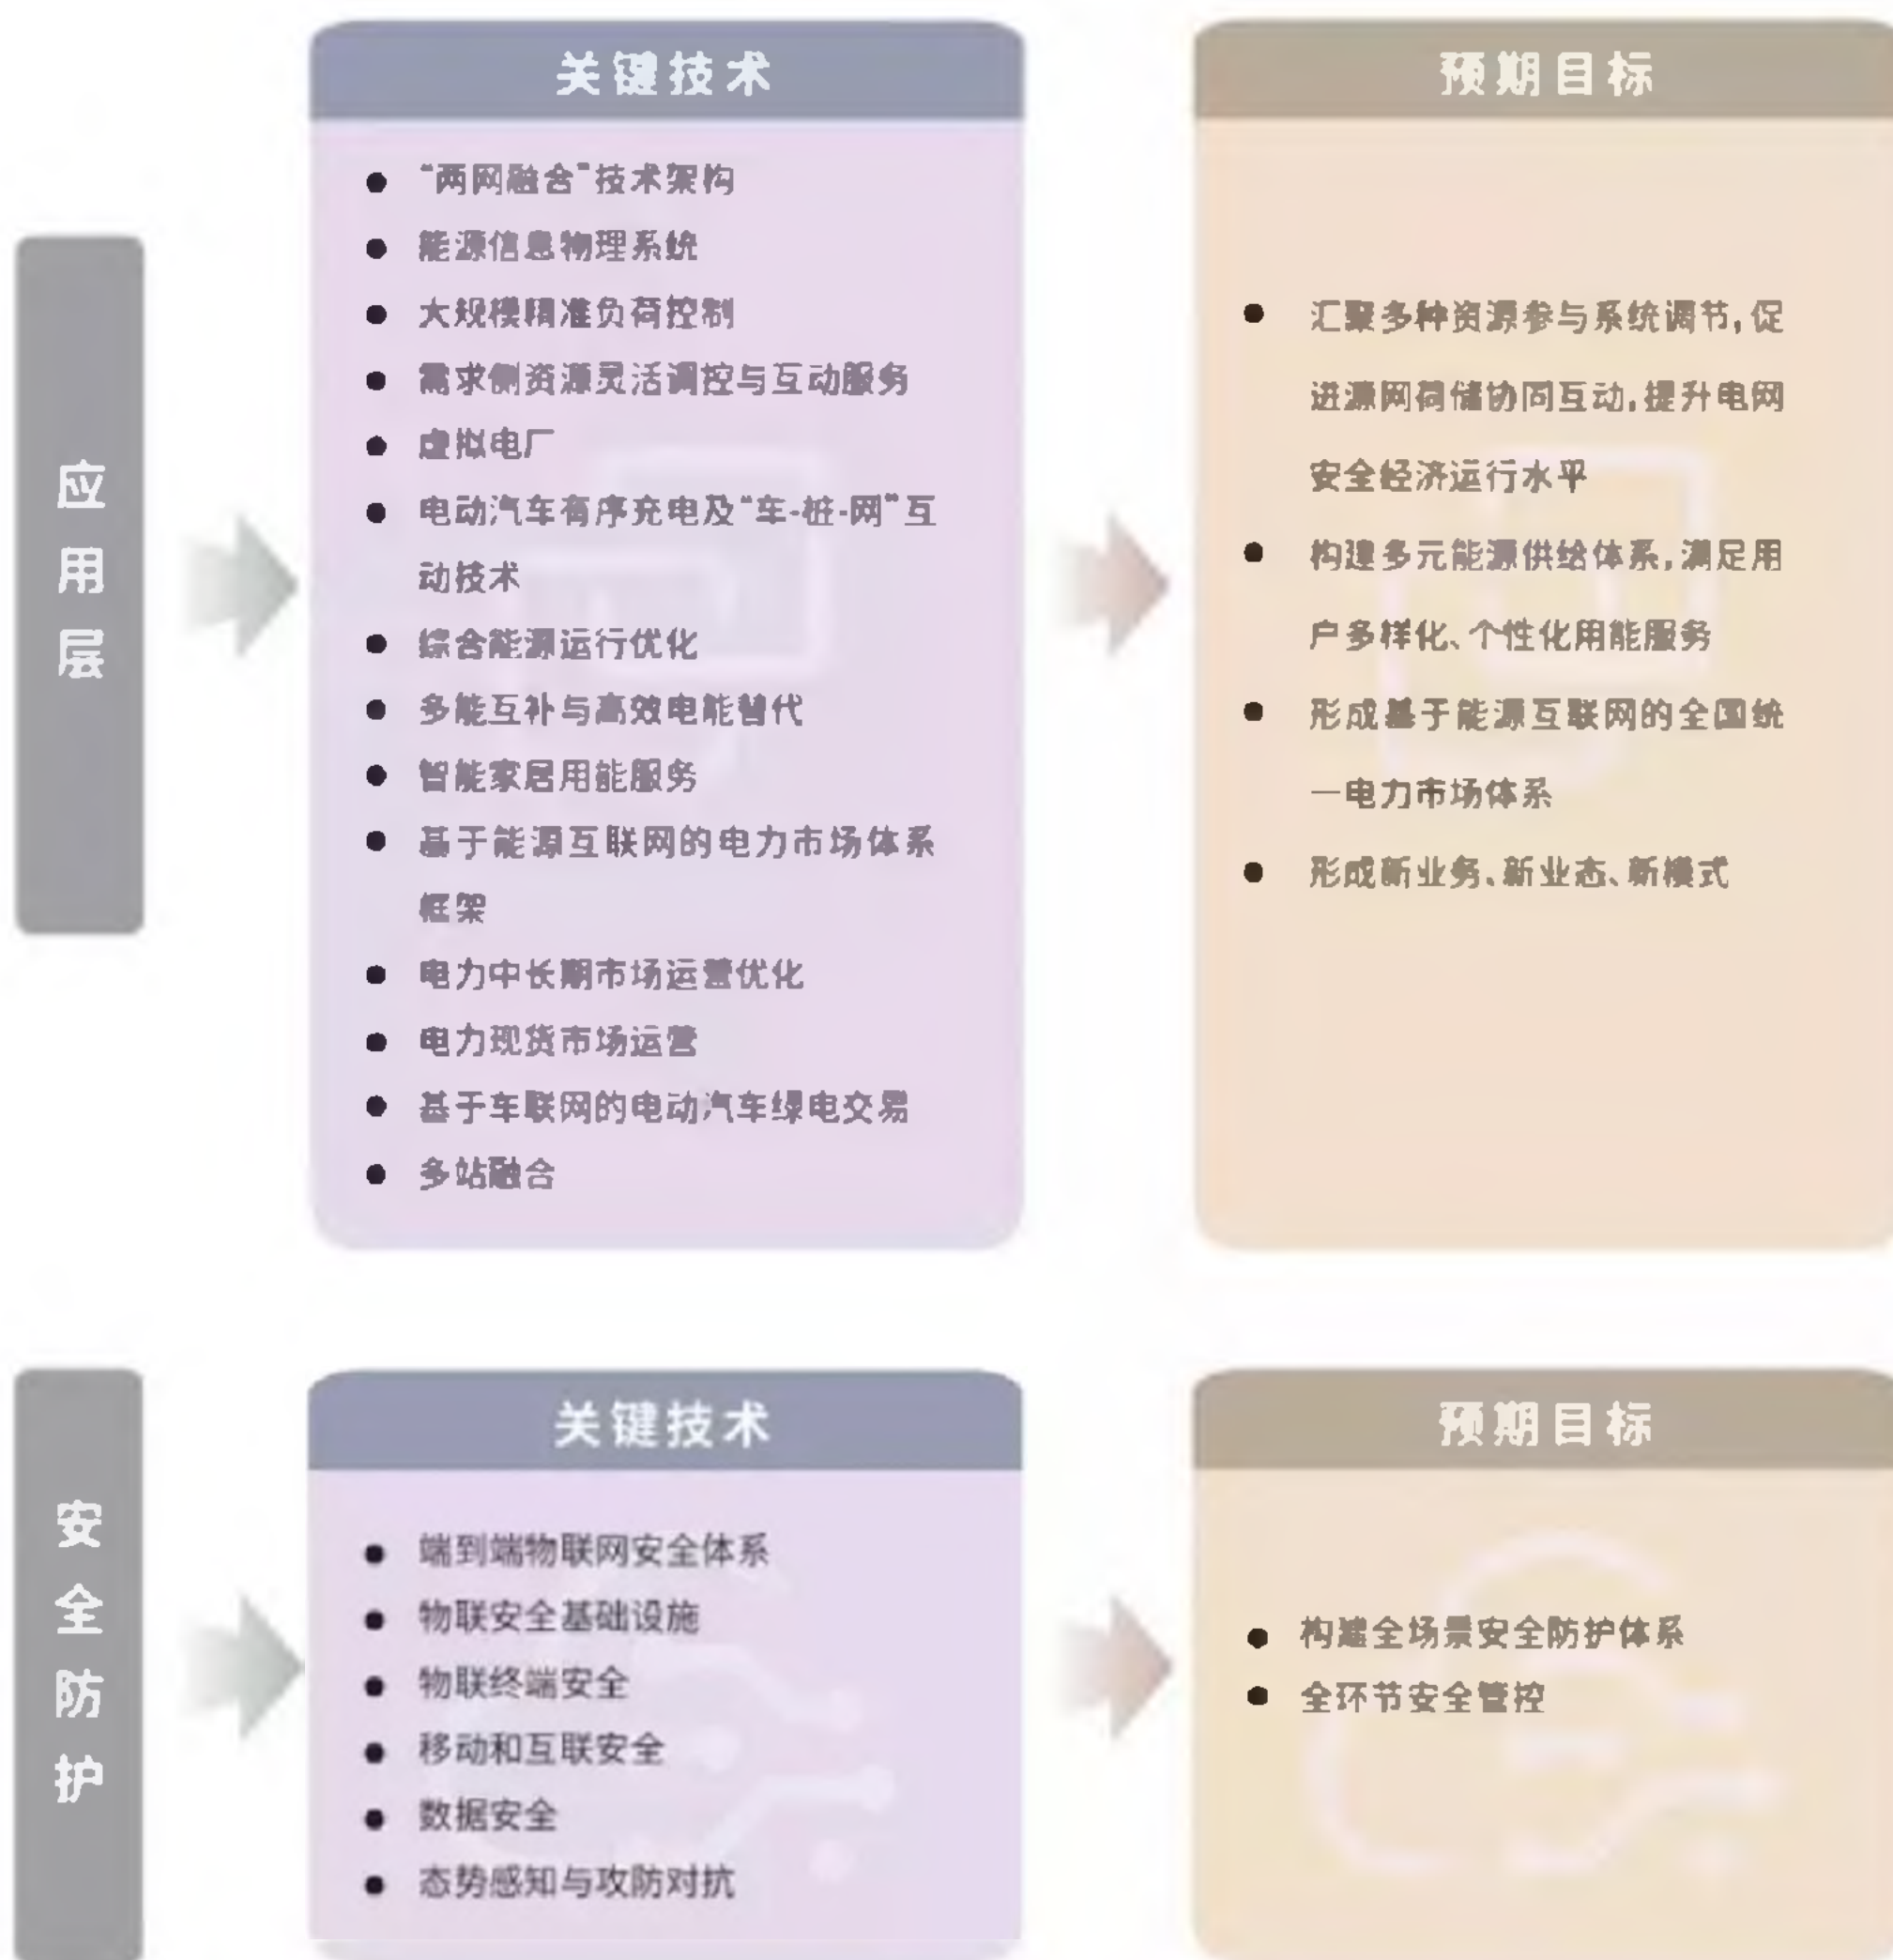 应用层
关键技术
“两网融合”技术架构
能源信息物理系统
大规模精准负荷控制
需求侧资源灵活调控与互动服务
虚拟电厂
电动汽车有序充电及“车-桩-网”互
动技术
综合能源运行优化
多能互补与高效电能替代
智能家居用能服务
基于能源互联网的电力市场体系
框架
电力中长期市场运营优化
电力现货市场运营
基于车联网的电动汽车绿电交易
多站融合
预期目标
汇聚多种资源参与系统调节,促
进源网荷储协同互动,提升电网
安全经济运行水平
构建多元能源供给体系,满足用
户多样化、个性化用能服务
形成基于能源互联网的全国统
一电力市场体系
形成新业务、新业态、新模式
安全防护
关键技术
端到端物联网安全体系
物联安全基础设施
物联终端安全
移动和互联安全
数据安全
态势感知与攻防对抗
预期目标
构建全场景安全防护体系
全环节安全管控